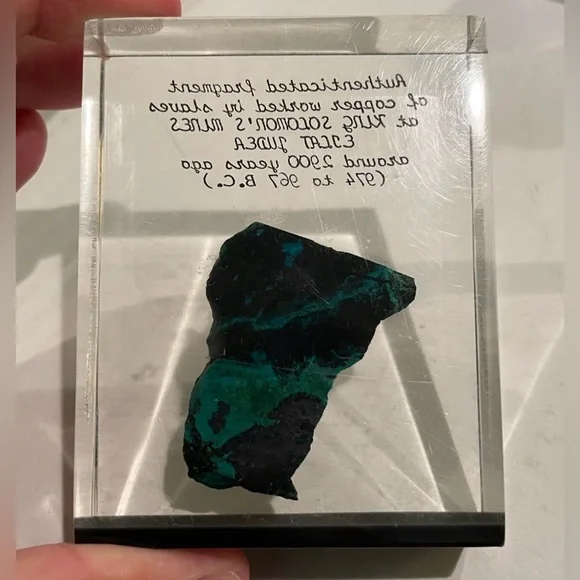 Authenticated fragment
of copper worked by slaves
at KING SOLOMON'S MINES
EILAT JUDEA
around 2900 years ago
(974 to 967 B.C.)